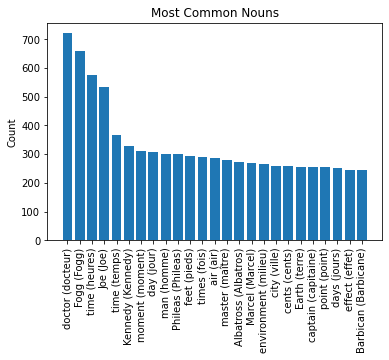 Most Common Nouns
700
600
500
400
300
200
100
0
Count
doctor (docteur)
Fogg (Fogg)
time (heures)
Joe (Joe)
time (temps)
Kennedy (Kennedy)
moment (moment)
day (jour)
man (homme)
Phileas (Phileas)
feet (pieds)
times (fois)
air (air)
master (maître)
Albatross (Albatros)
Marcel (Marcel)
environment (milieu)
city (ville)
cents (cents)
Earth (terre)
captain (capitaine)
point (point)
days (jours)
effect (effet)
Barbican (Barbicane)